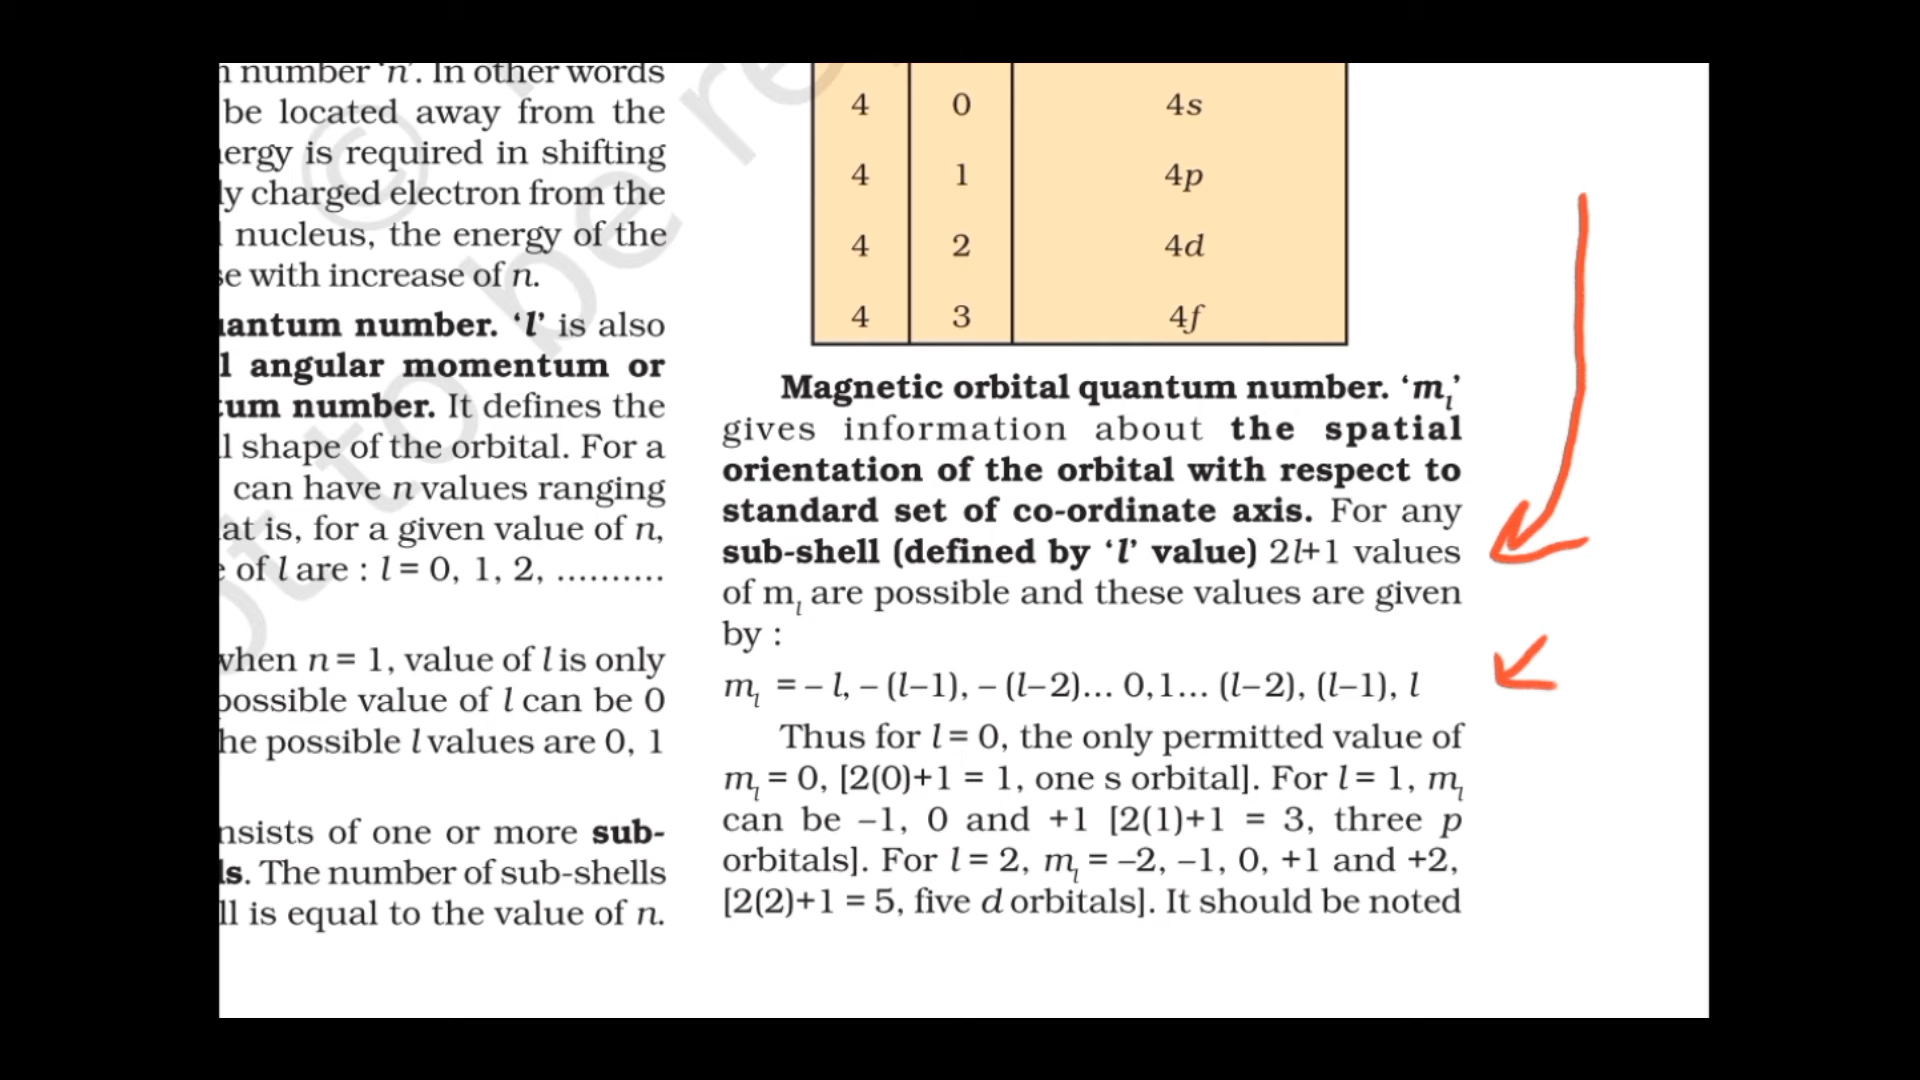 number 'n'. In other words
be located away from the
ergy is required in shifting
ly charged electron from the
nucleus, the energy of the
se with increase of n.
antum number. 'l' is also
l angular momentum or
tum number. It defines the
l shape of the orbital. For a
can have n values ranging
at is, for a given value of n,
of l are : l = 0, 1, 2, ..........
when n = 1, value of l is only
possible value of l can be 0
he possible l values are 0, 1
nsists of one or more sub-
ls. The number of sub-shells
ll is equal to the value of n.
4 0 4s
4 1 4p
4 2 4d
4 3 4f
Magnetic orbital quantum number. 'mₗ'
gives information about the spatial
orientation of the orbital with respect to
standard set of co-ordinate axis. For any
sub-shell (defined by 'l' value) 2l+1 values
of mₗ are possible and these values are given
by :
mₗ = – l, – (l–1), – (l–2)... 0,1... (l–2), (l–1), l
Thus for l = 0, the only permitted value of
mₗ = 0, [2(0)+1 = 1, one s orbital]. For l = 1, mₗ
can be –1, 0 and +1 [2(1)+1 = 3, three p
orbitals]. For l = 2, mₗ = –2, –1, 0, +1 and +2,
[2(2)+1 = 5, five d orbitals]. It should be noted